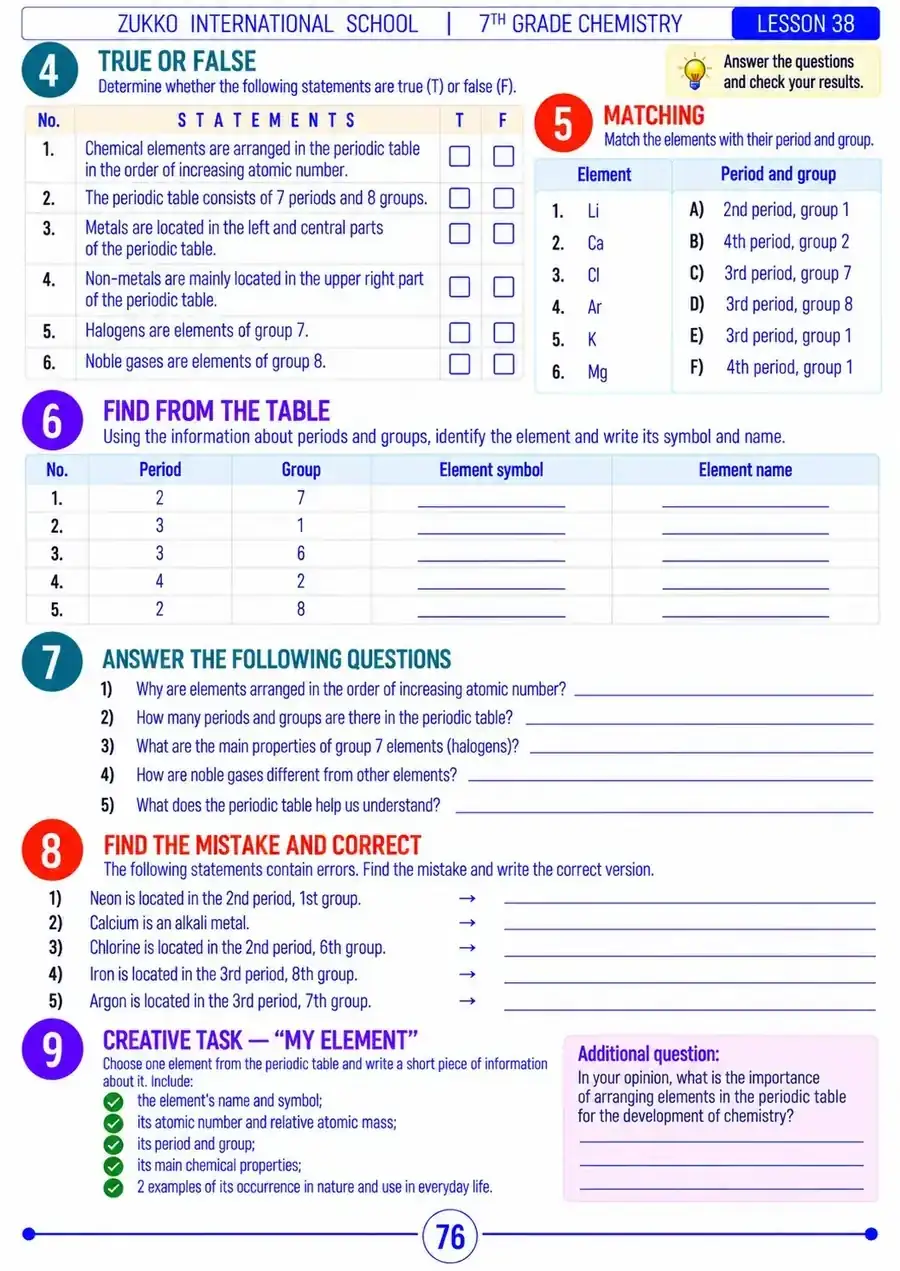 ZUKKO INTERNATIONAL SCHOOL | 7TH GRADE CHEMISTRY LESSON 38
4 TRUE OR FALSE
Determine whether the following statements are true (T) or false (F).
Answer the questions
and check your results.
No. STATEMENTS T F
1. Chemical elements are arranged in the periodic table
in the order of increasing atomic number.
2. The periodic table consists of 7 periods and 8 groups.
3. Metals are located in the left and central parts
of the periodic table.
4. Non-metals are mainly located in the upper right part
of the periodic table.
5. Halogens are elements of group 7.
6. Noble gases are elements of group 8.
5 MATCHING
Match the elements with their period and group.
Element Period and group
1. Li A) 2nd period, group 1
2. Ca B) 4th period, group 2
3. Cl C) 3rd period, group 7
4. Ar D) 3rd period, group 8
5. K E) 3rd period, group 1
6. Mg F) 4th period, group 1
6 FIND FROM THE TABLE
Using the information about periods and groups, identify the element and write its symbol and name.
No. Period Group Element symbol Element name
1. 2 7
2. 3 1
3. 3 6
4. 4 2
5. 2 8
7 ANSWER THE FOLLOWING QUESTIONS
1) Why are elements arranged in the order of increasing atomic number?
2) How many periods and groups are there in the periodic table?
3) What are the main properties of group 7 elements (halogens)?
4) How are noble gases different from other elements?
5) What does the periodic table help us understand?
8 FIND THE MISTAKE AND CORRECT
The following statements contain errors. Find the mistake and write the correct version.
1) Neon is located in the 2nd period, 1st group. →
2) Calcium is an alkali metal. →
3) Chlorine is located in the 2nd period, 6th group. →
4) Iron is located in the 3rd period, 8th group. →
5) Argon is located in the 3rd period, 7th group. →
9 CREATIVE TASK — “MY ELEMENT”
Choose one element from the periodic table and write a short piece of information
about it. Include:
the element's name and symbol;
its atomic number and relative atomic mass;
its period and group;
its main chemical properties;
2 examples of its occurrence in nature and use in everyday life.
Additional question:
In your opinion, what is the importance
of arranging elements in the periodic table
for the development of chemistry?
76